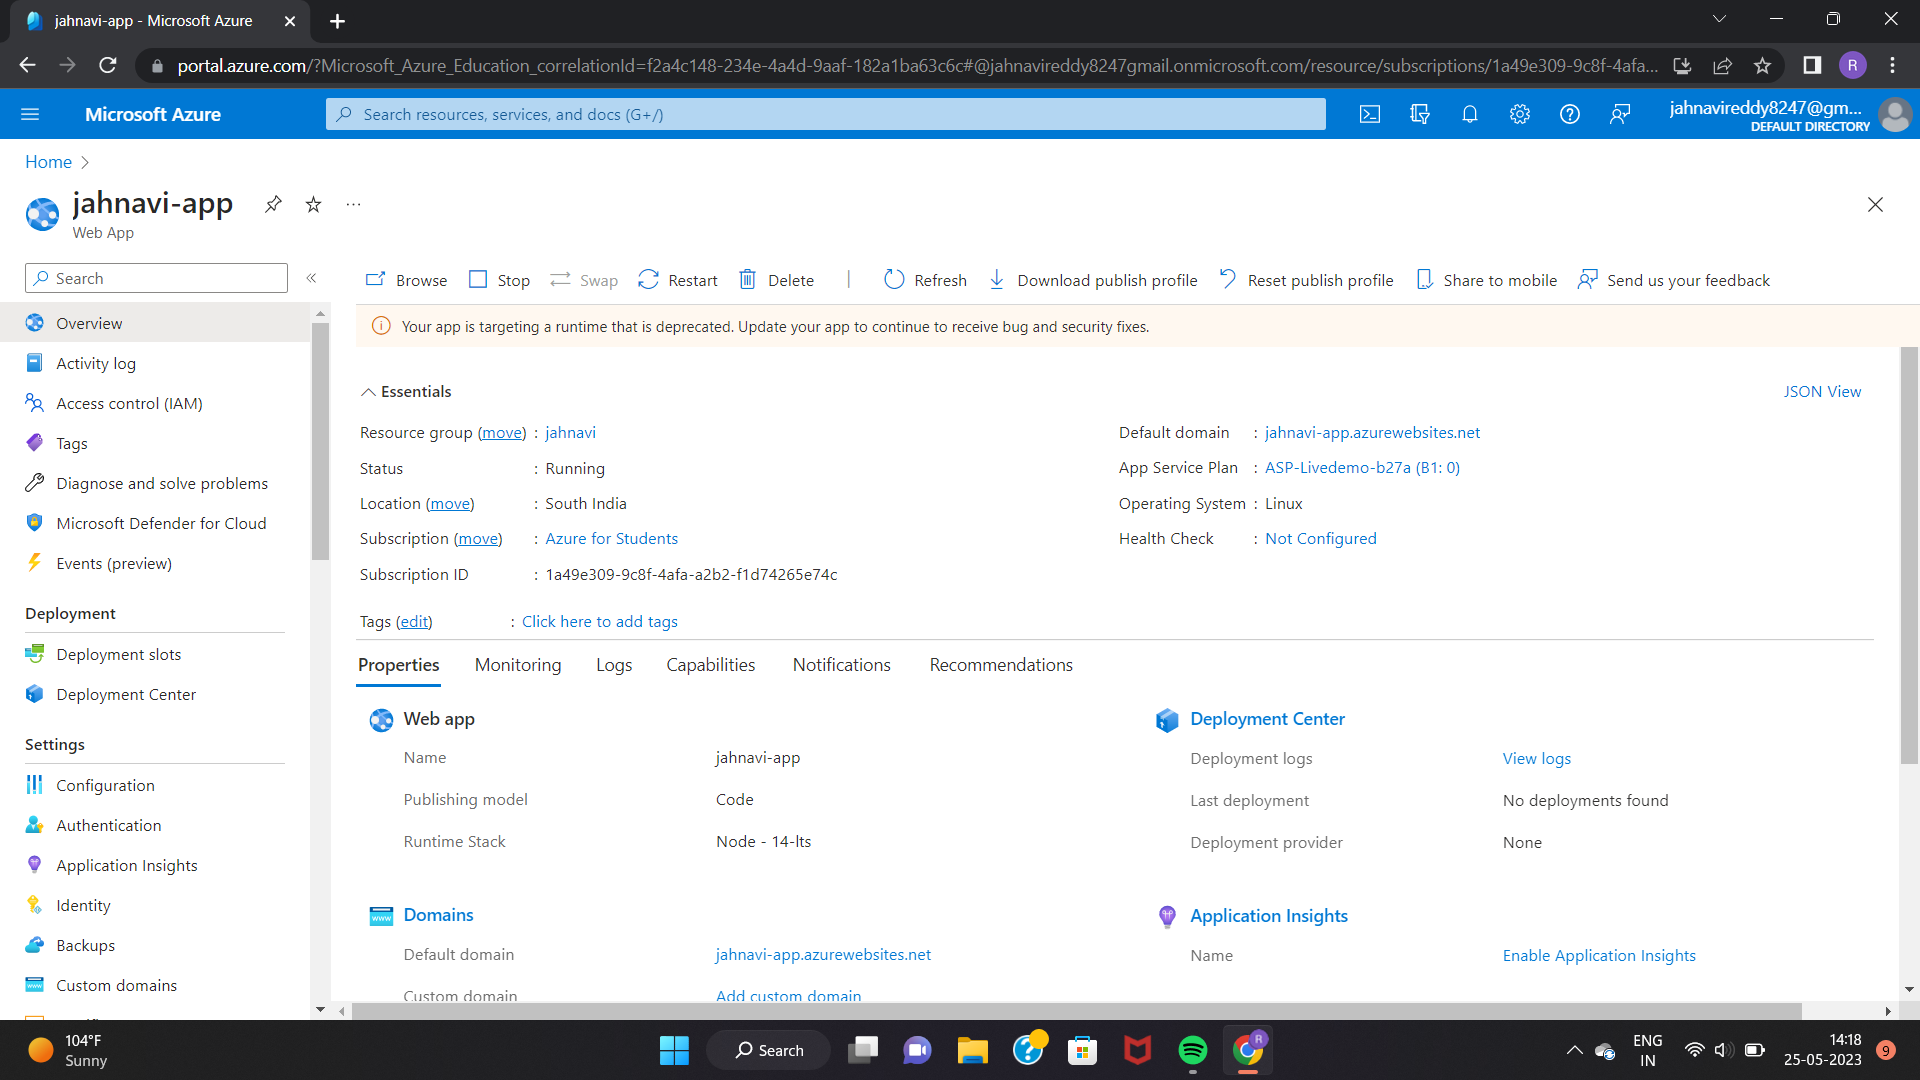 jahnavi-app - Microsoft Azure
portal.azure.com/?Microsoft_Azure_Education_correlationId=f2a4c148-234e-4a4d-9aaf-182a1ba63c6c#@jahnavireddy8247gmail.onmicrosoft.com/resource/subscriptions/1a49e309-9c8f-4afa...
R
Microsoft Azure
Search resources, services, and docs (G+/)
jahnavireddy8247@gm...
DEFAULT DIRECTORY
Home
jahnavi-app
Web App
Search
Browse
Stop
Swap
Restart
Delete
Refresh
Download publish profile
Reset publish profile
Share to mobile
Send us your feedback
Your app is targeting a runtime that is deprecated. Update your app to continue to receive bug and security fixes.
Overview
Activity log
Access control (IAM)
Tags
Diagnose and solve problems
Microsoft Defender for Cloud
Events (preview)
Deployment
Deployment slots
Deployment Center
Settings
Configuration
Authentication
Application Insights
Identity
Backups
Custom domains
Essentials
JSON View
Resource group (move) : jahnavi
Status : Running
Location (move) : South India
Subscription (move) : Azure for Students
Subscription ID : 1a49e309-9c8f-4afa-a2b2-f1d74265e74c
Tags (edit) : Click here to add tags
Default domain : jahnavi-app.azurewebsites.net
App Service Plan : ASP-Livedemo-b27a (B1: 0)
Operating System : Linux
Health Check : Not Configured
Properties
Monitoring
Logs
Capabilities
Notifications
Recommendations
Web app
Name jahnavi-app
Publishing model Code
Runtime Stack Node - 14-lts
Deployment Center
Deployment logs View logs
Last deployment No deployments found
Deployment provider None
Domains
Default domain jahnavi-app.azurewebsites.net
Custom domain Add custom domain
Application Insights
Name Enable Application Insights
104°F
Sunny
Search
R
ENG
IN
14:18
25-05-2023
9